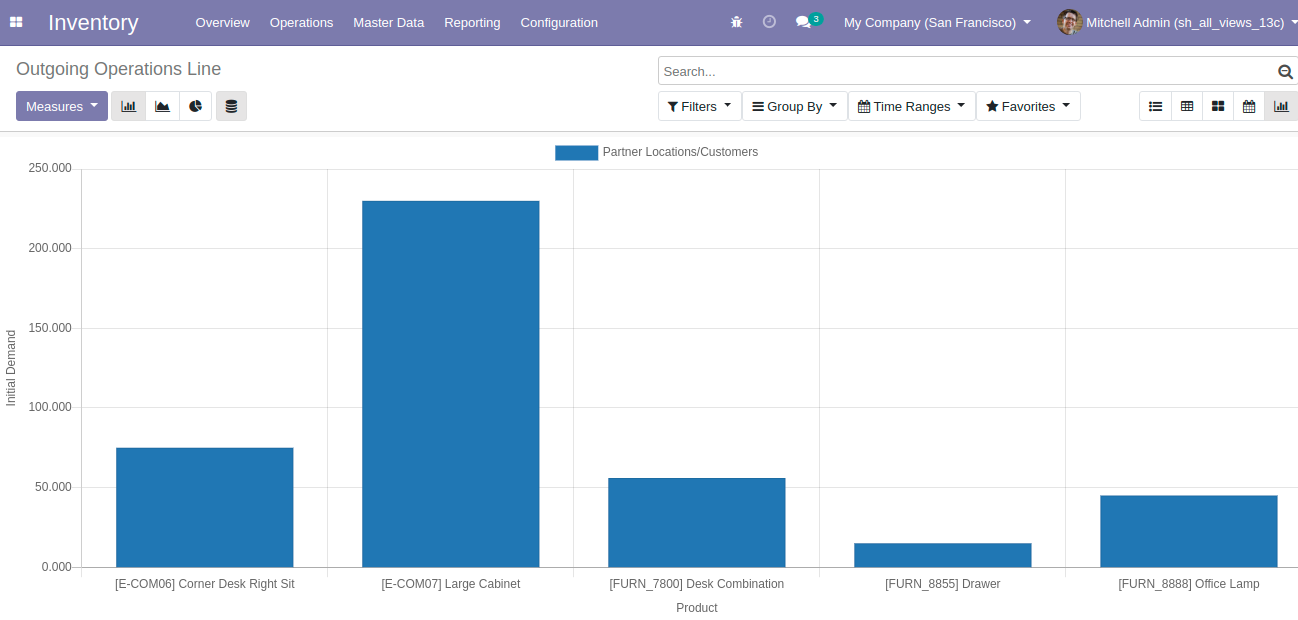 Inventory Overview Operations Master Data Reporting Configuration 3 My Company (San Francisco) Mitchell Admin (sh_all_views_13c)
Outgoing Operations Line
Search...
Measures Filters Group By Time Ranges Favorites
Partner Locations/Customers
250.000
200.000
150.000
100.000
50.000
0.000
Initial Demand
[E-COM06] Corner Desk Right Sit [E-COM07] Large Cabinet [FURN_7800] Desk Combination [FURN_8855] Drawer [FURN_8888] Office Lamp
Product